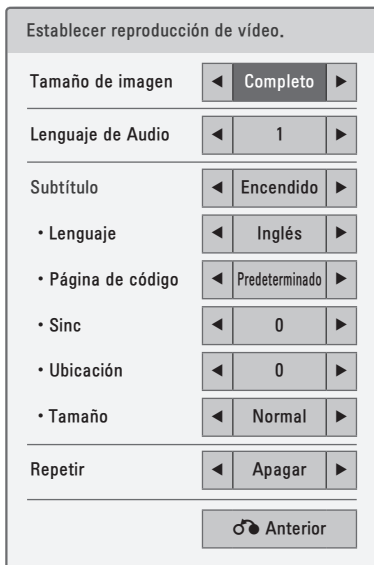 Establecer reproducción de vídeo.
Tamaño de imagen ◀ Completo ▶
Lenguaje de Audio ◀ 1 ▶
Subtítulo ◀ Encendido ▶
• Lenguaje ◀ Inglés ▶
• Página de código ◀ Predeterminado ▶
• Sinc ◀ 0 ▶
• Ubicación ◀ 0 ▶
• Tamaño ◀ Normal ▶
Repetir ◀ Apagar ▶
Anterior